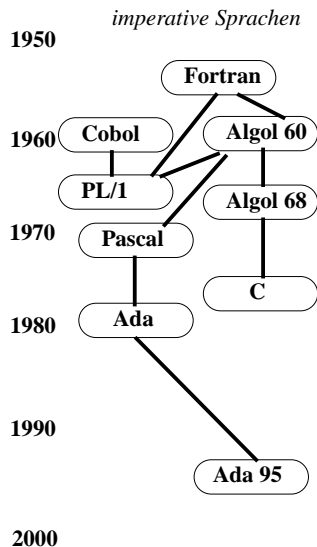 imperative Sprachen
1950
Fortran
Cobol
Algol 60
1960
PL/1
Algol 68
1970
Pascal
C
Ada
1980
1990
Ada 95
2000